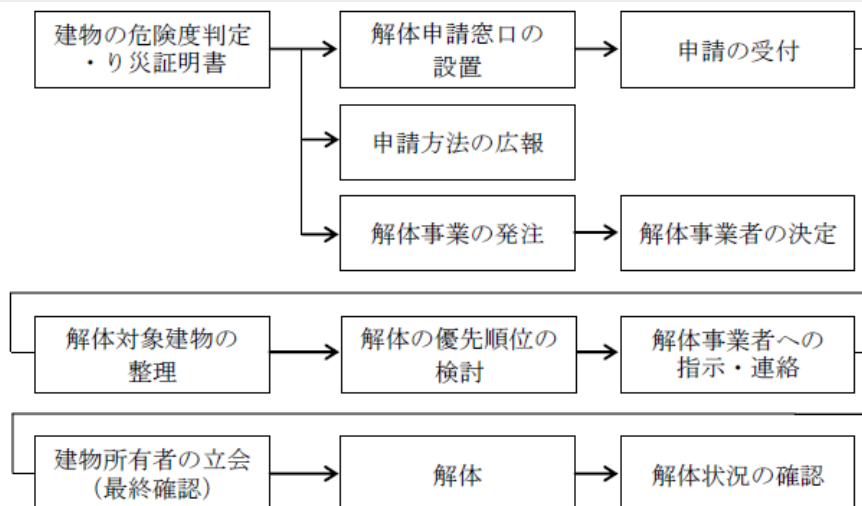 建物の危険度判定
・り災証明書
解体申請窓口の
設置
申請の受付
申請方法の広報
解体事業の発注
解体事業者の決定
解体対象建物の
整理
解体の優先順位の
検討
解体事業者への
指示・連絡
建物所有者の立会
（最終確認）
解体
解体状況の確認